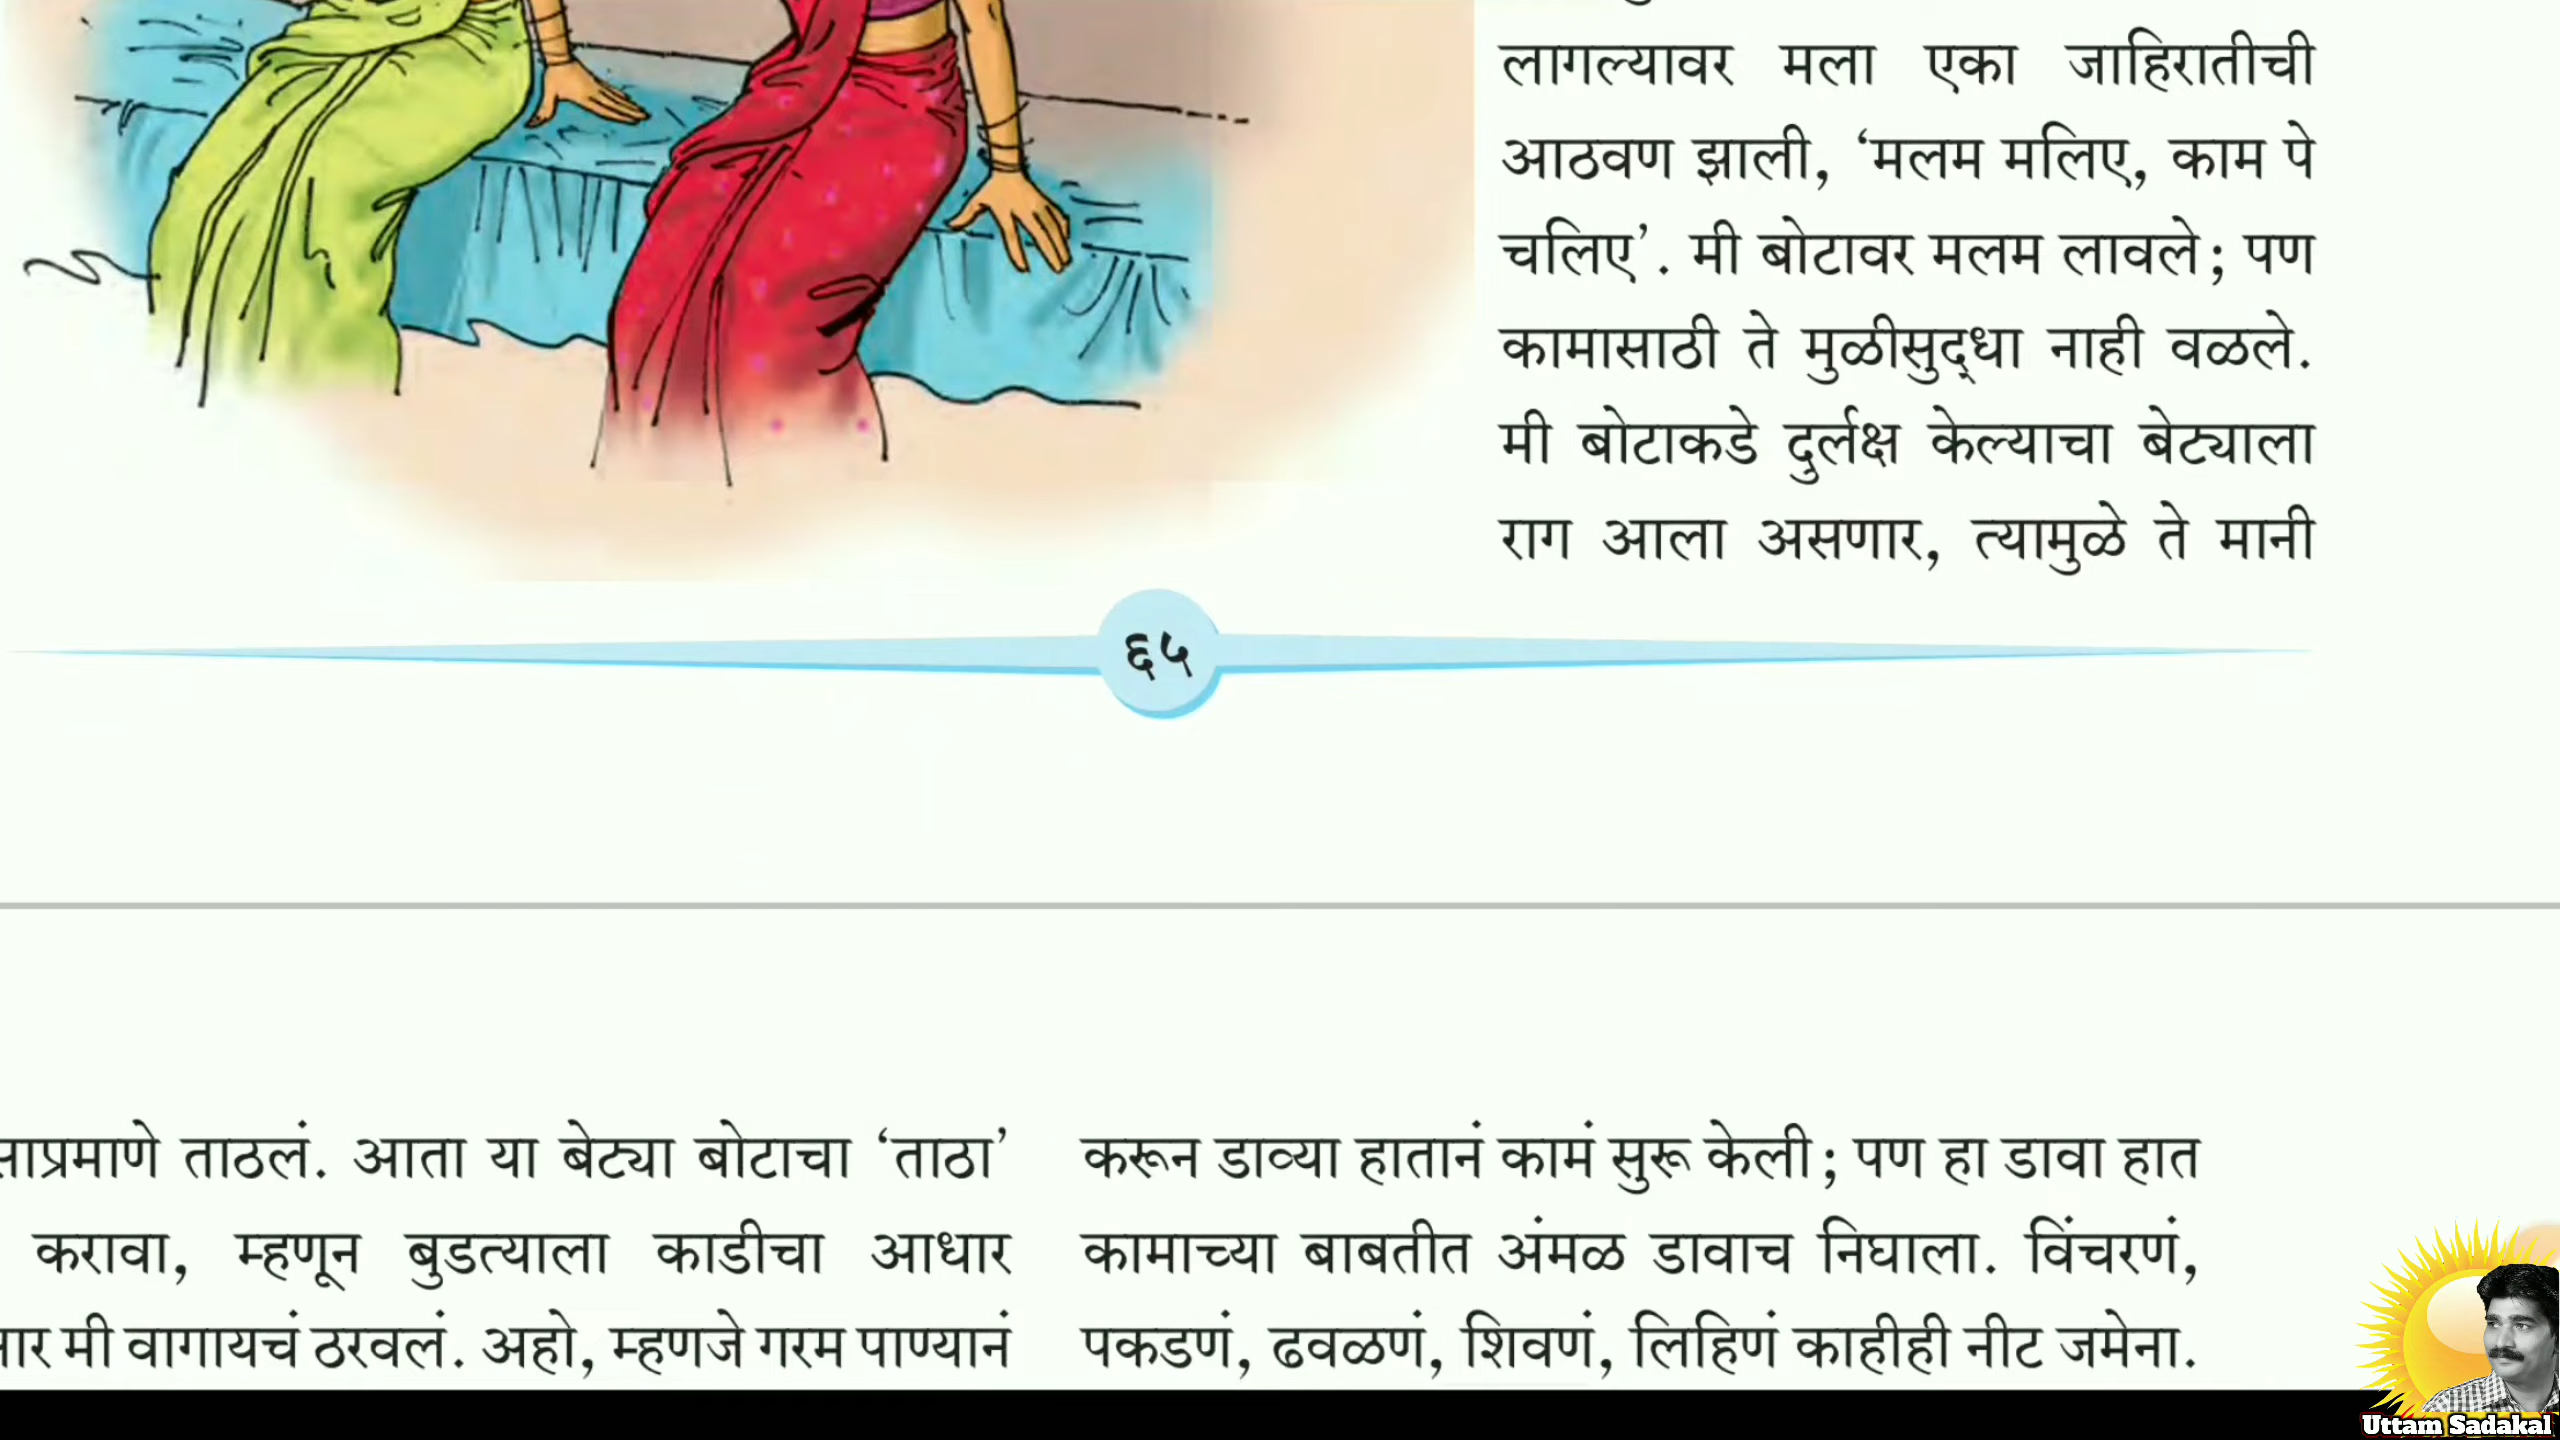 लागल्यावर मला एका जाहिरातीची
आठवण झाली, ‘मलम मलिए, काम पे
चलिए’. मी बोटावर मलम लावले; पण
कामासाठी ते मुळीसुद्‌धा नाही वळले.
मी बोटाकडे दुर्लक्ष केल्याचा बेट्याला
राग आला असणार, त्यामुळे ते मानी
६५
ताठलं. आता या बेट्या बोटाचा ‘ताठा’
करावा, म्हणून बुडत्याला काडीचा आधार
मी वागायचं ठरवलं. अहो, म्हणजे गरम पाण्यानं
करून डाव्या हातानं कामं सुरू केली; पण हा डावा हात
कामाच्या बाबतीत अंमळ डावाच निघाला. विंचरणं,
पकडणं, ढवळणं, शिवणं, लिहिणं काहीही नीट जमेना.
Uttam Sadakal